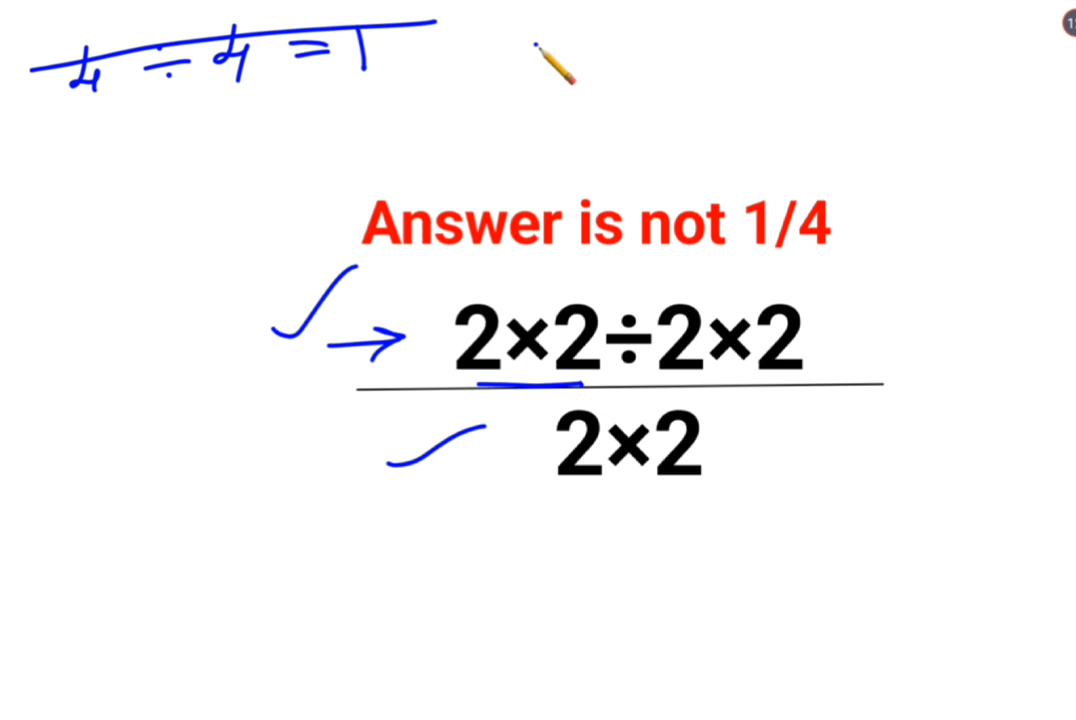 4 ÷ 4 = 1
Answer is not 1/4
→ 2×2÷2×2
2×2